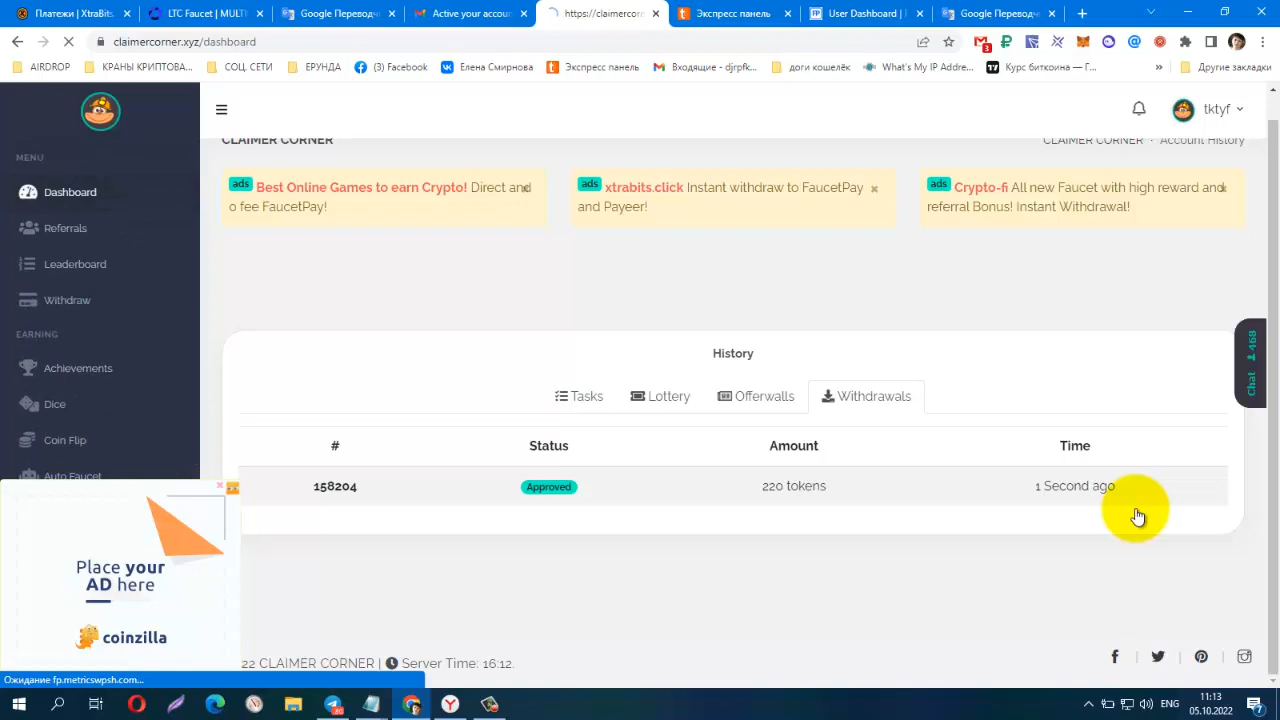 Платежи | XtraBits
LTC Faucet | MULTI
Google Переводч
Active your accou
https://claimercor
Экспресс панель
User Dashboard |
Google Переводч
claimercorner.xyz/dashboard
3
AIRDROP
КРАНЫ КРИПТОВА...
СОЦ. СЕТИ
ЕРУНДА
(3) Facebook
Елена Смирнова
Экспресс панель
Входящие - djrpfk...
доги кошелёк
What's My IP Addre...
Курс биткоина — Г...
»
Другие закладки
MENU
Dashboard
Referrals
Leaderboard
Withdraw
EARNING
Achievements
Dice
Coin Flip
Auto Faucet
tktyf
CLAIMER CORNER
CLAIMER CORNER
Account History
ads Best Online Games to earn Crypto! Direct and
0 fee FaucetPay!
ads xtrabits.click Instant withdraw to FaucetPay
and Payeer!
ads Crypto-fi All new Faucet with high reward and
referral Bonus! Instant Withdrawal!
History
Tasks
Lottery
Offerwalls
Withdrawals
# Status Amount Time
158204 Approved 220 tokens 1 Second ago
Chat 468
Place your
AD here
coinzilla
22 CLAIMER CORNER | Server Time: 16:12.
Ожидание fp.metricswpsh.com...
ENG
11:13
05.10.2022